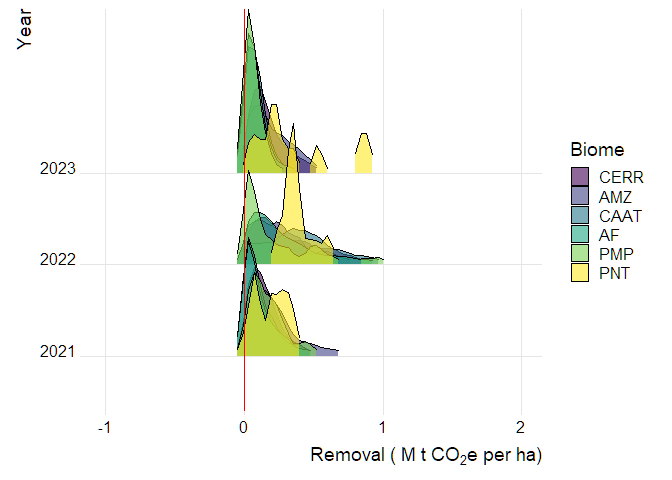 Year
2023
2022
2021
-1
0
1
2
Removal ( M t CO₂e per ha)
Biome
CERR
AMZ
CAAT
AF
PMP
PNT